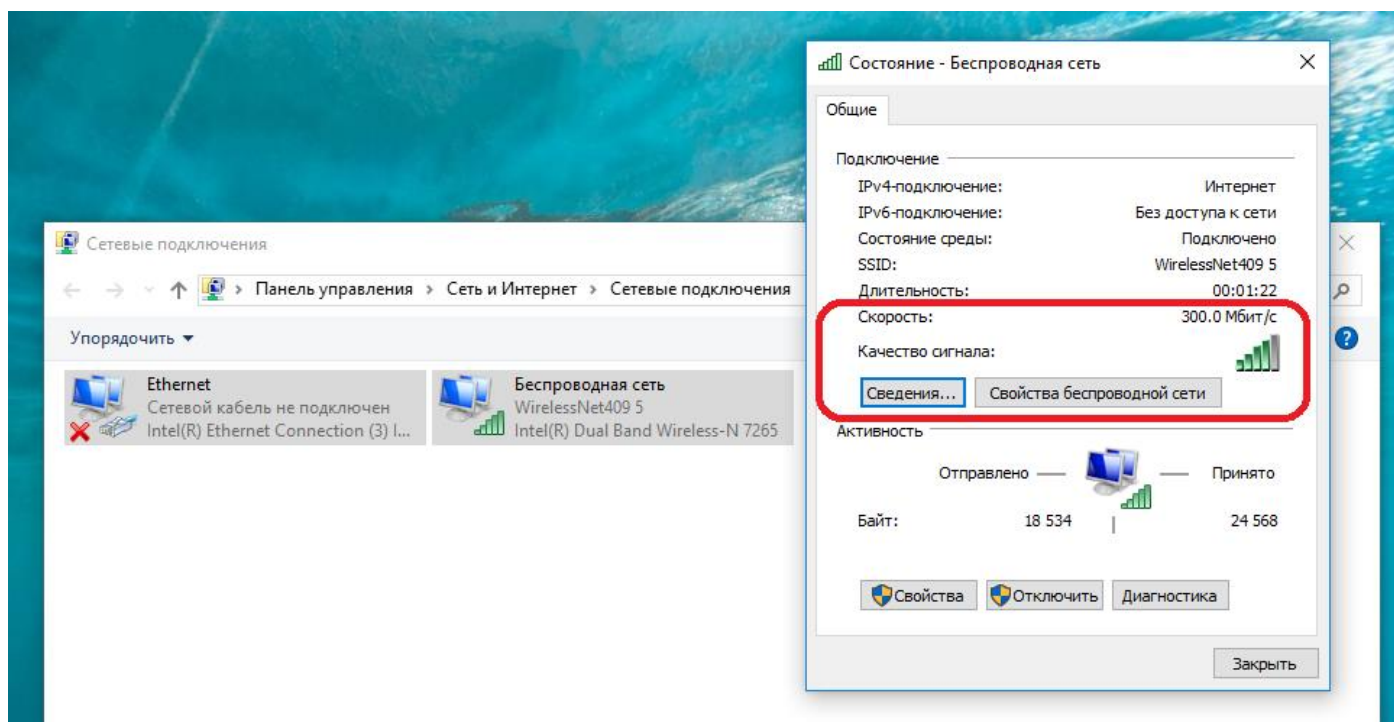 Сетевые подключения
Панель управления › Сеть и Интернет › Сетевые подключения
Упорядочить
Ethernet
Сетевой кабель не подключен
Intel(R) Ethernet Connection (3) I...
Беспроводная сеть
WirelessNet409 5
Intel(R) Dual Band Wireless-N 7265
Состояние - Беспроводная сеть
Общие
Подключение
IPv4-подключение: Интернет
IPv6-подключение: Без доступа к сети
Состояние среды: Подключено
SSID: WirelessNet409 5
Длительность: 00:01:22
Скорость: 300.0 Мбит/с
Качество сигнала:
Сведения... Свойства беспроводной сети
Активность
Отправлено Принято
Байт: 18 534 24 568
Свойства Отключить Диагностика
Закрыть